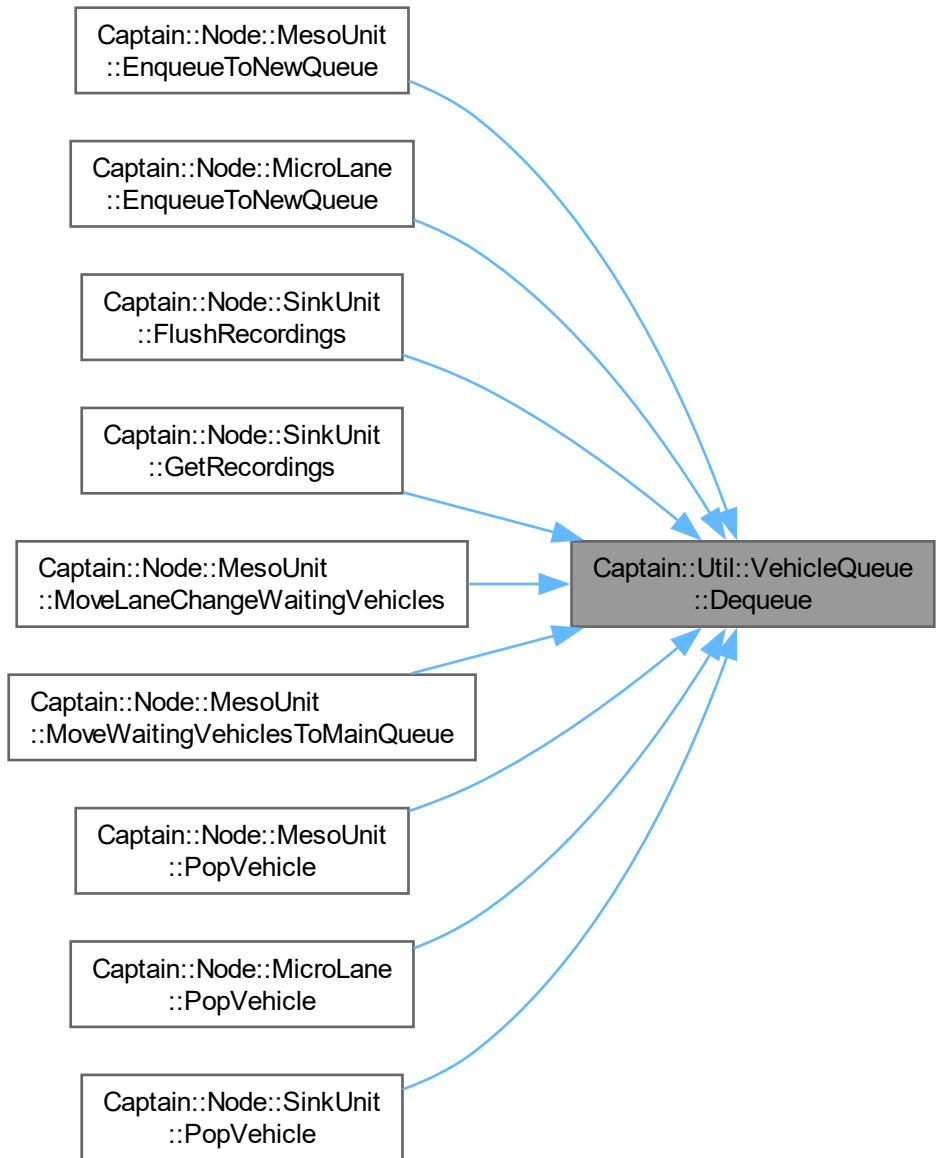 Captain::Node::MesoUnit
::EnqueueToNewQueue
Captain::Node::MicroLane
::EnqueueToNewQueue
Captain::Node::SinkUnit
::FlushRecordings
Captain::Node::SinkUnit
::GetRecordings
Captain::Node::MesoUnit
::MoveLaneChangeWaitingVehicles
Captain::Util::VehicleQueue
::Dequeue
Captain::Node::MesoUnit
::MoveWaitingVehiclesToMainQueue
Captain::Node::MesoUnit
::PopVehicle
Captain::Node::MicroLane
::PopVehicle
Captain::Node::SinkUnit
::PopVehicle